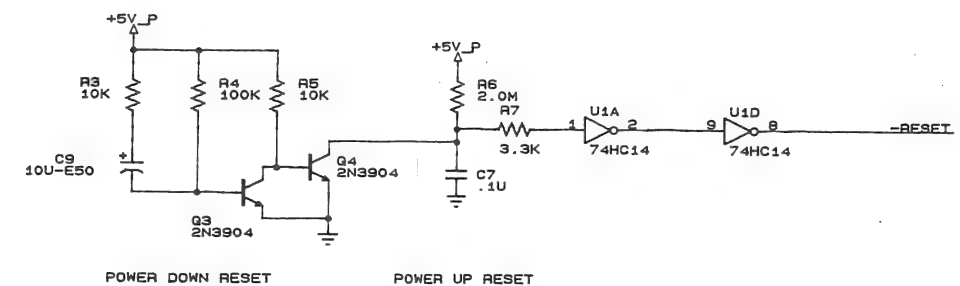 +5V_P
R3
10K
R4
100K
R5
10K
C9
+
10U-E50
Q3
2N3904
Q4
2N3904
+5V_P
R6
2.0M
R7
3.3K
C7
.1U
1
U1A
2
74HC14
9
U1D
8
74HC14
-RESET
POWER DOWN RESET
POWER UP RESET